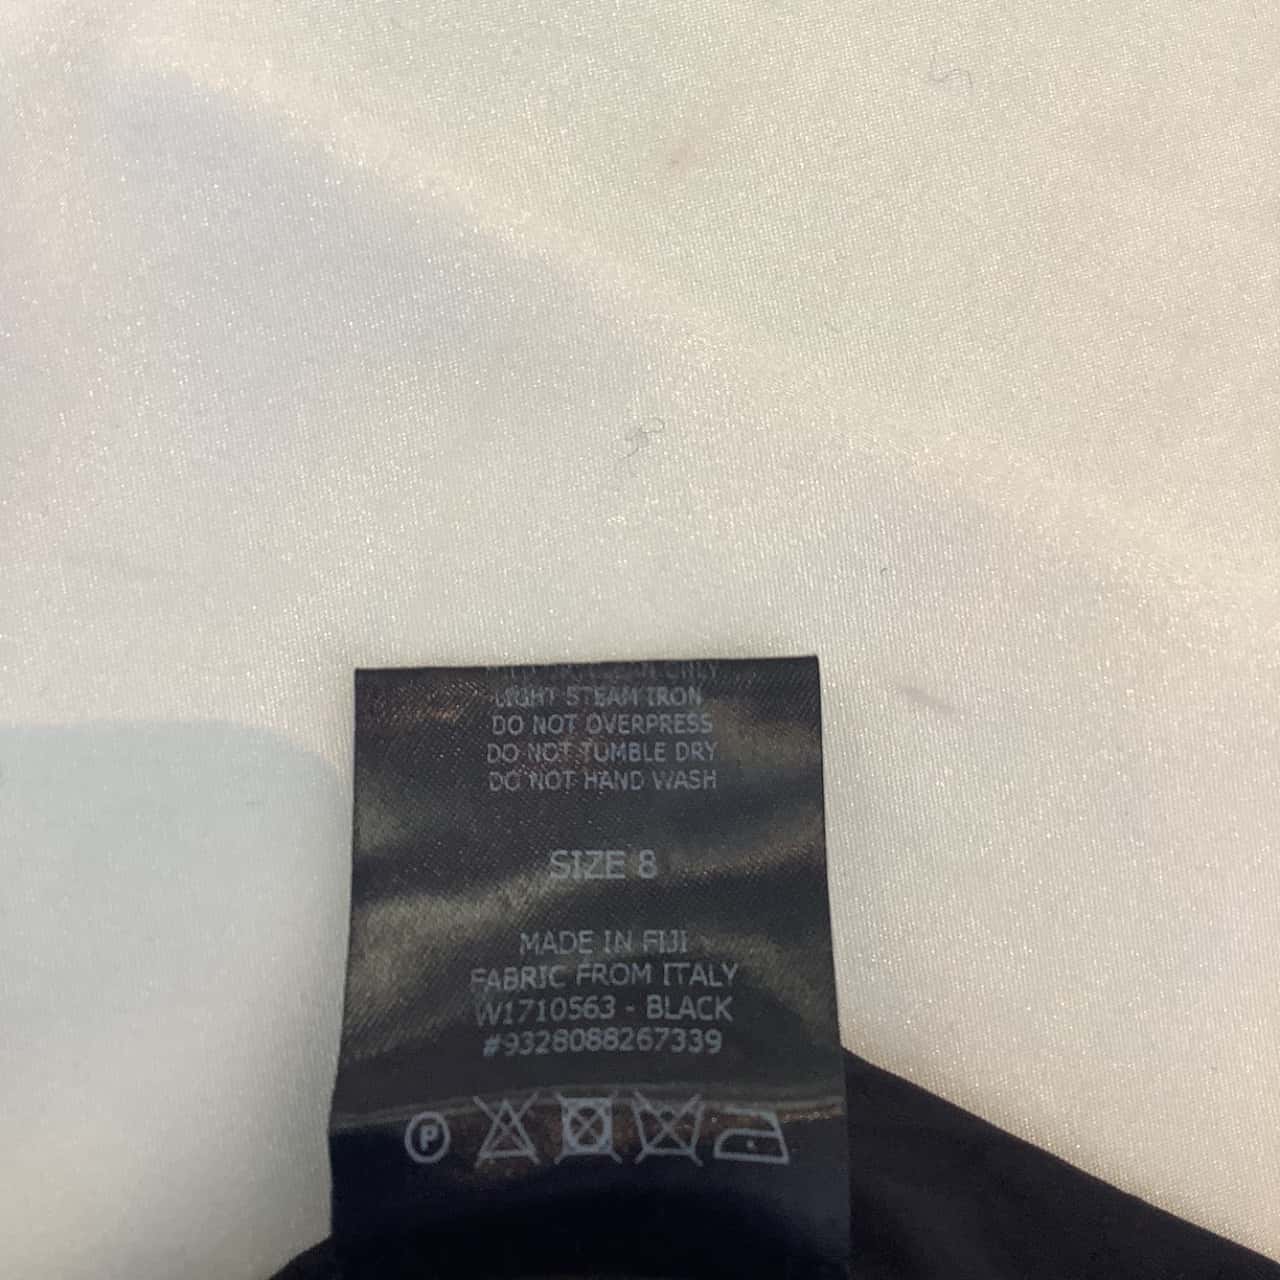 ONLY
LIGHT STEAM IRON
DO NOT OVERPRESS
DO NOT TUMBLE DRY
DO NOT HAND WASH
SIZE 8
MADE IN FIJI
FABRIC FROM ITALY
W1710563 - BLACK
#9328088267339
P